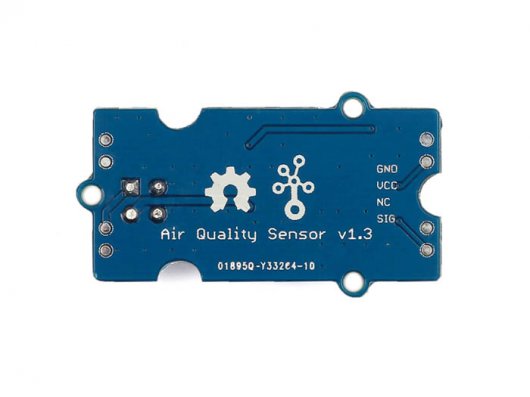 GND
VCC
NC
SIG
Air Quality Sensor v1.3
01895Q-Y33264-10